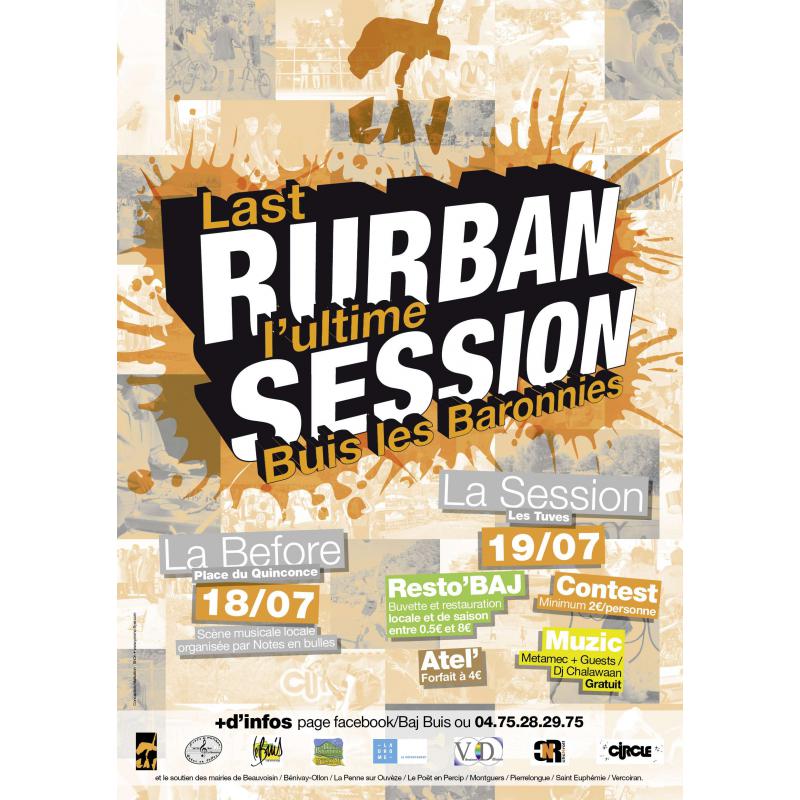 BAJ
Last
RURBAN
l'ultime
SESSION
Buis les Baronnies
La Session
Les Tuves
19/07
La Before
Place du Quinconce
18/07
Scène musicale locale
organisée par Notes en bulles
Resto'BAJ
Buvette et restauration
locale et de saison
entre 0.5€ et 8€
Contest
Minimum 2€/personne
Atel'
Forfait à 4€
Muzic
Metamec + Guests /
Dj Chalawaan
Gratuit
+d'infos page facebook/Baj Buis ou 04.75.28.29.75
CIRCLE
et le soutien des mairies de Beauvoisin / Bénivay-Ollon / La Penne sur Ouvèze / Le Poët en Percip / Montguers / Pierrelongue / Saint Euphémie / Vercoiran.